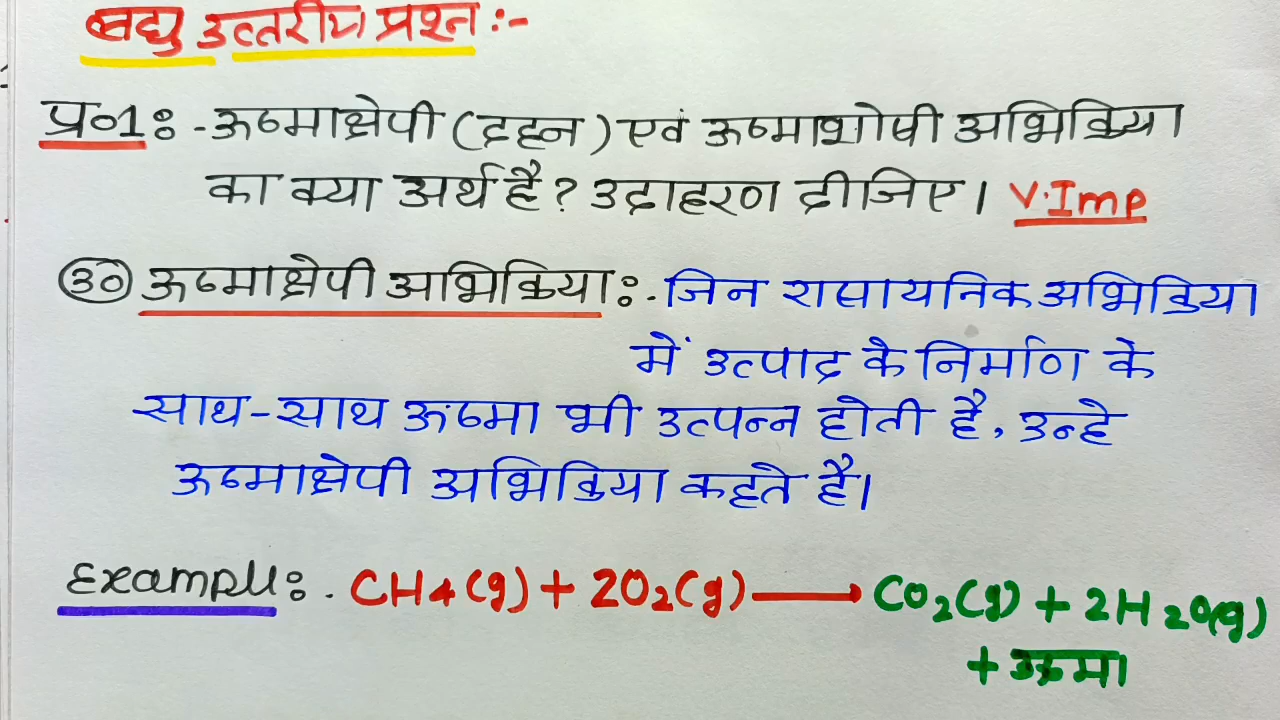 लघु उत्तरीय प्रश्न :-
प्र०1: - ऊष्माक्षेपी (दहन) एवं ऊष्माशोषी अभिक्रिया
का क्या अर्थ है? उदाहरण दीजिए। V.Imp
उ० ऊष्माक्षेपी अभिक्रिया :- जिन रासायनिक अभिक्रिया
में उत्पाद के निर्माण के
साथ-साथ ऊष्मा भी उत्पन्न होती है, उन्हे
ऊष्माक्षेपी अभिक्रिया कहते है।
Example :- CH4(g) + 2O2(g) ⟶ CO2(g) + 2H2O(g)
+ ऊष्मा